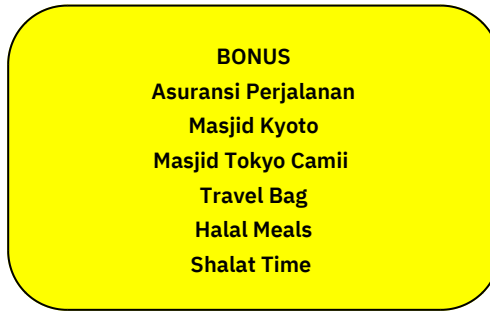 BONUS
Asuransi Perjalanan
Masjid Kyoto
Masjid Tokyo Camii
Travel Bag
Halal Meals
Shalat Time